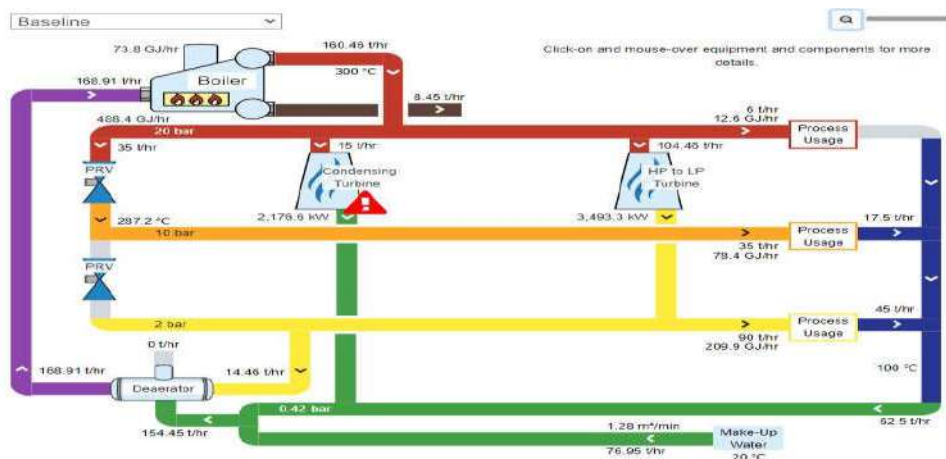 Baseline
73.8 GJ/hr
160.46 t/hr
Click-on and mouse-over equipment and components for more
details.
300 °C
168.91 t/hr
Boiler
8.45 t/hr
488.4 GJ/hr
20 bar
6 t/hr
12.6 GJ/hr
Process
Usage
35 t/hr
15 t/hr
104.46 t/hr
PRV
Condensing
Turbine
HP to LP
Turbine
2,176.6 kW
3,493.3 kW
287.2 °C
17.5 t/hr
10 bar
35 t/hr
78.4 GJ/hr
Process
Usage
PRV
45 t/hr
2 bar
90 t/hr
209.9 GJ/hr
Process
Usage
0 t/hr
100 °C
168.91 t/hr
Deaerator
14.46 t/hr
0.42 bar
62.5 t/hr
154.45 t/hr
1.28 m³/min
76.95 t/hr
Make-Up
Water
20 °C